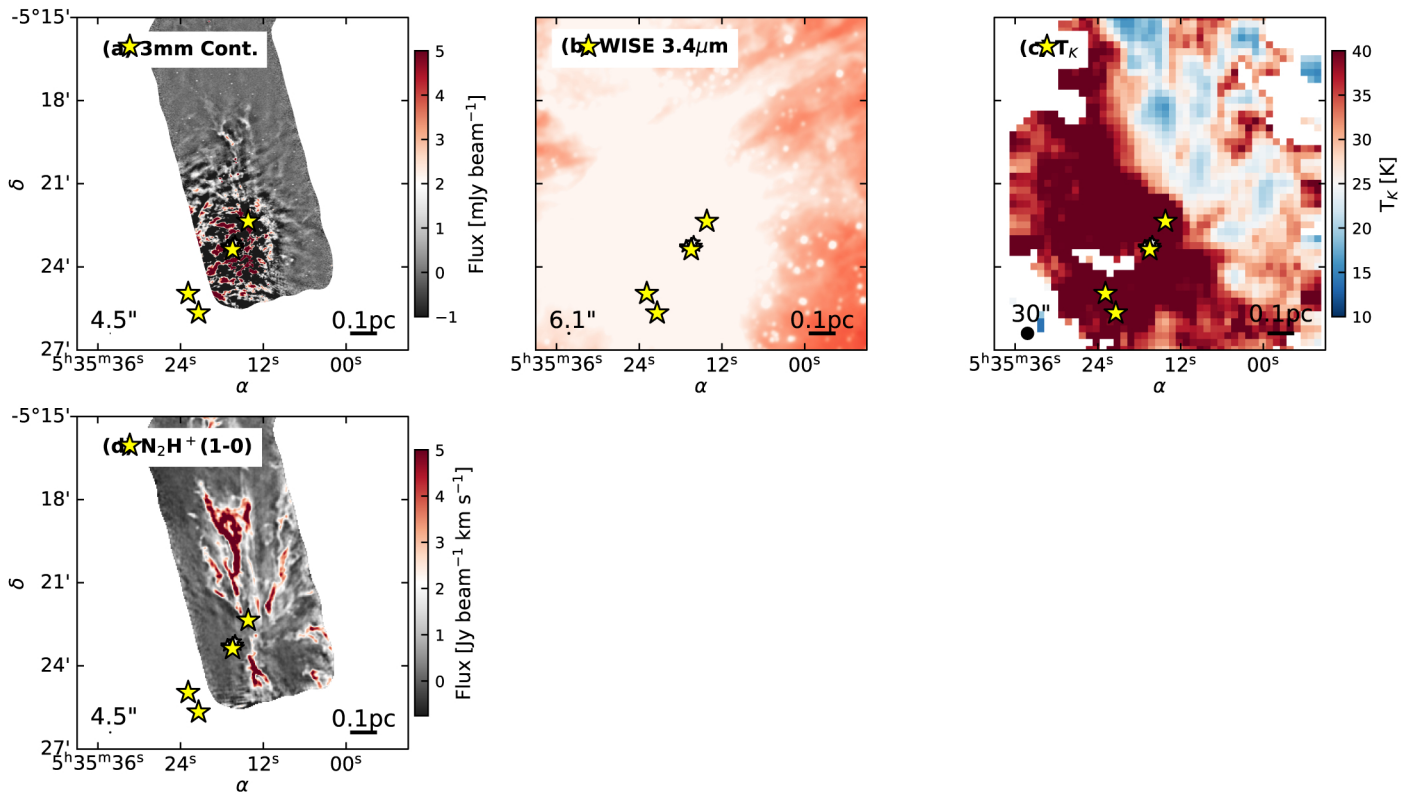 -5°15'
18'
21'
24'
27'
δ
(a) 3mm Cont.
4.5"
0.1pc
5h35m36s
24s
12s
00s
α
5
4
3
2
1
0
−1
Flux [mJy beam−1]
(b) WISE 3.4μm
6.1"
0.1pc
5h35m36s
24s
12s
00s
α
(c) TK
30"
0.1pc
5h35m36s
24s
12s
00s
α
40
35
30
25
20
15
10
TK [K]
-5°15'
18'
21'
24'
27'
δ
(d) N2H+(1-0)
4.5"
0.1pc
5h35m36s
24s
12s
00s
α
5
4
3
2
1
0
Flux [Jy beam−1 km s−1]